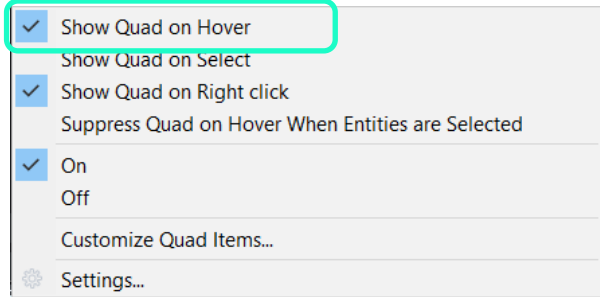 Show Quad on Hover
Show Quad on Select
Show Quad on Right click
Suppress Quad on Hover When Entities are Selected
On
Off
Customize Quad Items...
Settings...